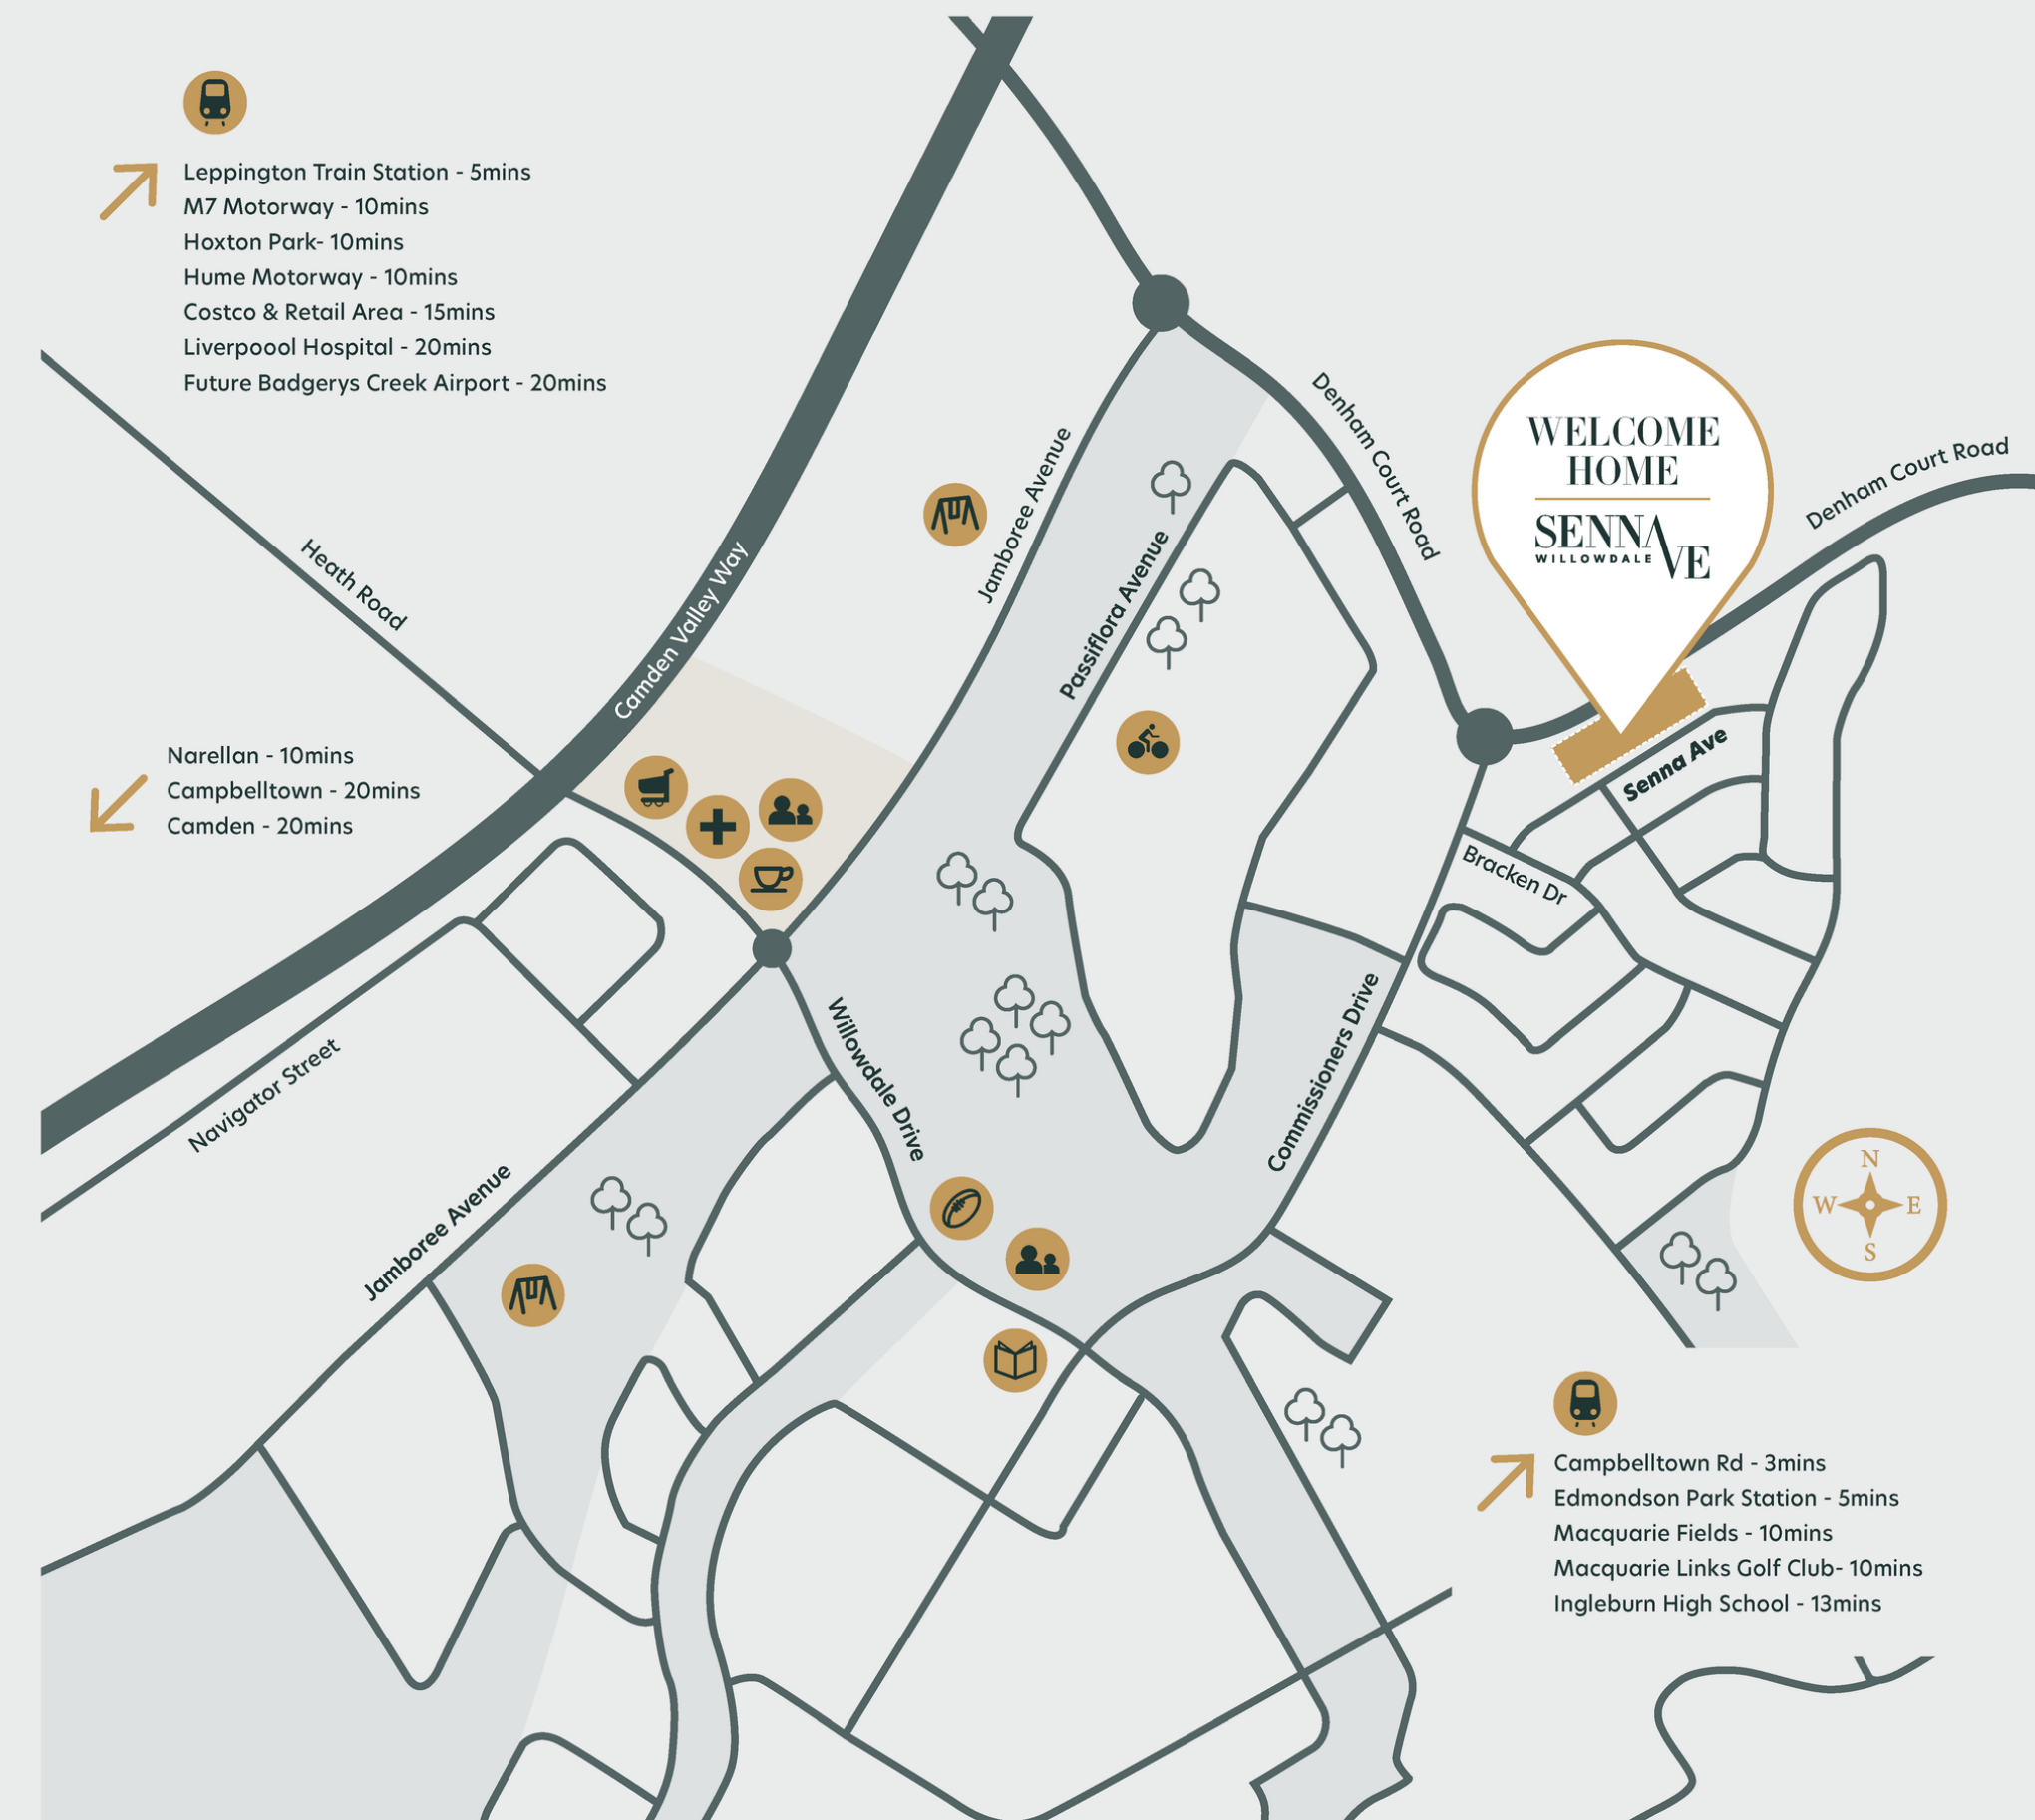 Leppington Train Station - 5mins
M7 Motorway - 10mins
Hoxton Park- 10mins
Hume Motorway - 10mins
Costco & Retail Area - 15mins
Liverpoool Hospital - 20mins
Future Badgerys Creek Airport - 20mins
Heath Road
Camden Valley Way
Jamboree Avenue
Passiflora Avenue
Denham Court Road
WELCOME
HOME
SENNA AVE
WILLOWDALE
Denham Court Road
Senna Ave
Bracken Dr
Narellan - 10mins
Campbelltown - 20mins
Camden - 20mins
Navigator Street
Willowdale Drive
Commissioners Drive
Jamboree Avenue
N
W E
S
Campbelltown Rd - 3mins
Edmondson Park Station - 5mins
Macquarie Fields - 10mins
Macquarie Links Golf Club- 10mins
Ingleburn High School - 13mins